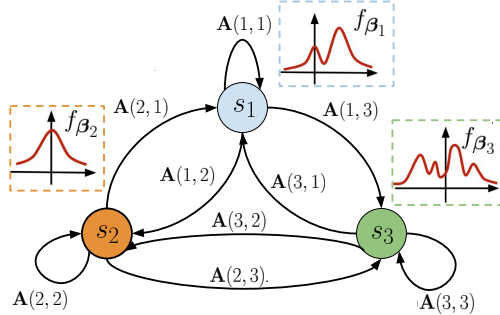 A(1,1)
f_β₁
A(2,1)
s₁
A(1,3)
f_β₂
f_β₃
A(1,2)
A(3,1)
s₂
A(3,2)
s₃
A(2,3).
A(2,2)
A(3,3)